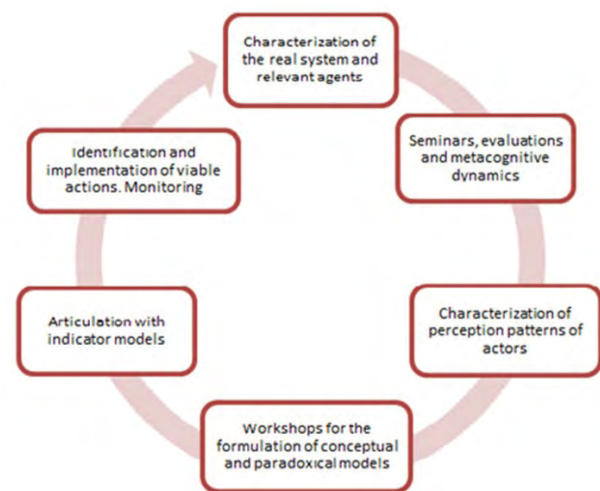 Characterization of
the real system and
relevant agents
Seminars, evaluations
and metacognitive
dynamics
Characterization of
perception patterns of
actors
Workshops for the
formulation of conceptual
and paradoxical models
Articulation with
indicator models
Identification and
implementation of viable
actions. Monitoring